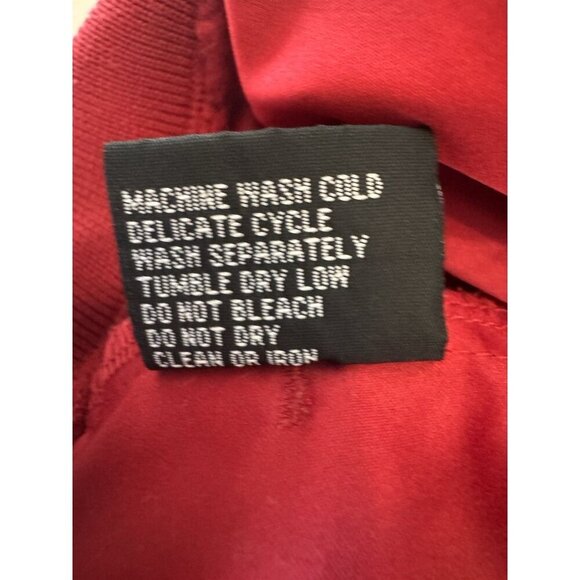 MACHINE WASH COLD
DELICATE CYCLE
WASH SEPARATELY
TUMBLE DRY LOW
DO NOT BLEACH
DO NOT DRY
CLEAN OR IRON